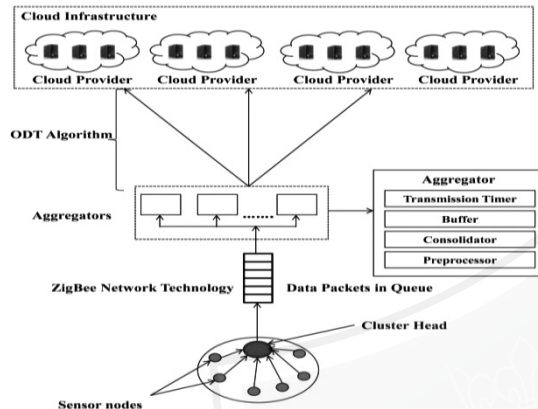 Cloud Infrastructure
Cloud Provider
Cloud Provider
Cloud Provider
Cloud Provider
ODT Algorithm
Aggregators
........
Aggregator
Transmission Timer
Buffer
Consolidator
Preprocessor
ZigBee Network Technology
Data Packets in Queue
Cluster Head
Sensor nodes